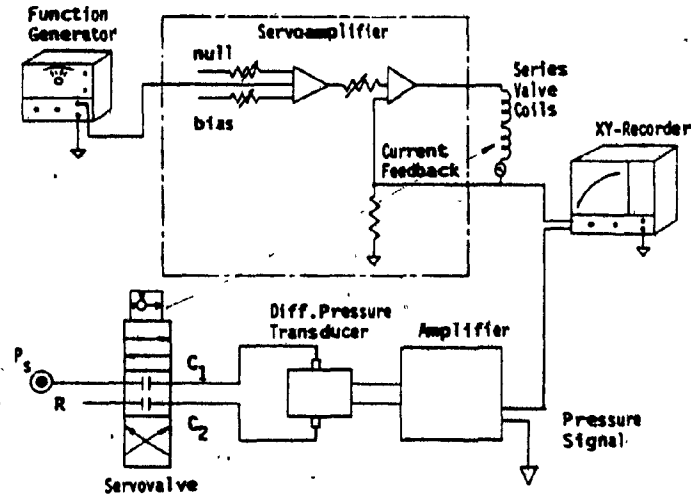 Function
Generator
Servoamplifier
null
bias
Series
Valve
Coils
Current
Feedback
XY-Recorder
Diff.Pressure
Transducer
Amplifier
Ps
R
C1
C2
Pressure
Signal
Servovalve